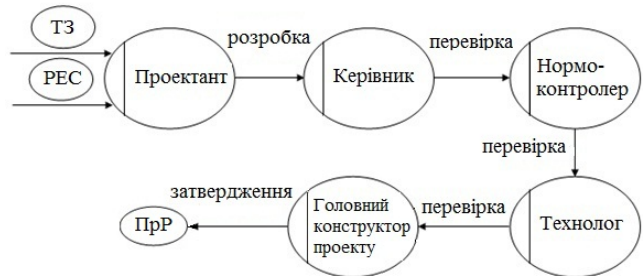 ТЗ
РЕС
Проектант
розробка
Керівник
перевірка
Нормо-
контролер
перевірка
Технолог
перевірка
Головний
конструктор
проекту
затвердження
ПрР